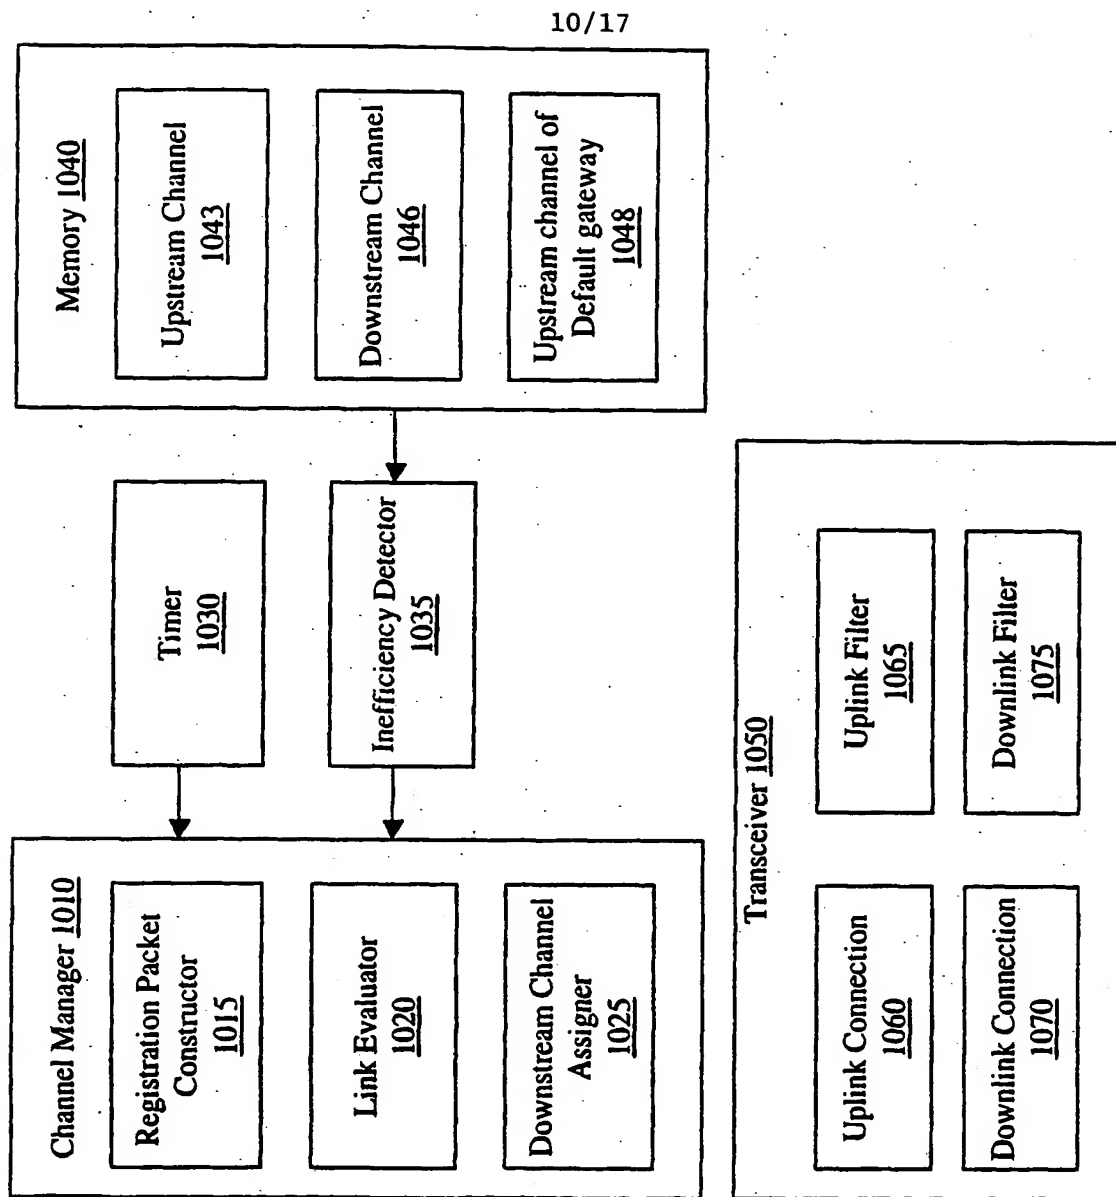 10/17
Channel Manager 1010
Registration Packet
Constructor
1015
Link Evaluator
1020
Downstream Channel
Assigner
1025
Timer
1030
Inefficiency Detector
1035
Memory 1040
Upstream Channel
1043
Downstream Channel
1046
Upstream channel of
Default gateway
1048
Transceiver 1050
Uplink Connection
1060
Uplink Filter
1065
Downlink Connection
1070
Downlink Filter
1075